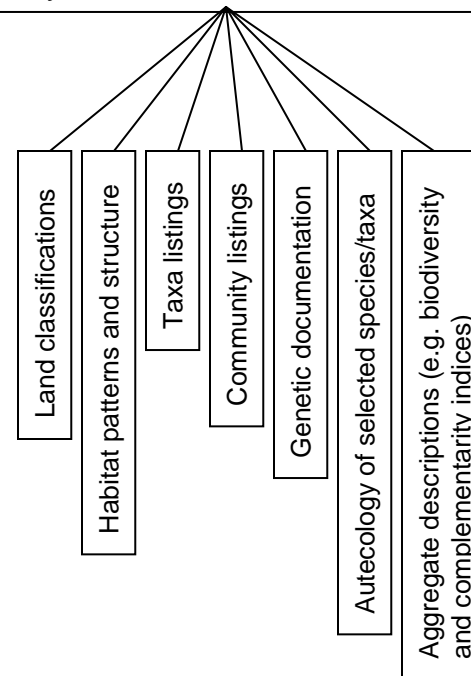 Land classifications
Habitat patterns and structure
Taxa listings
Community listings
Genetic documentation
Autecology of selected species/taxa
Aggregate descriptions (e.g. biodiversity
and complementarity indices)